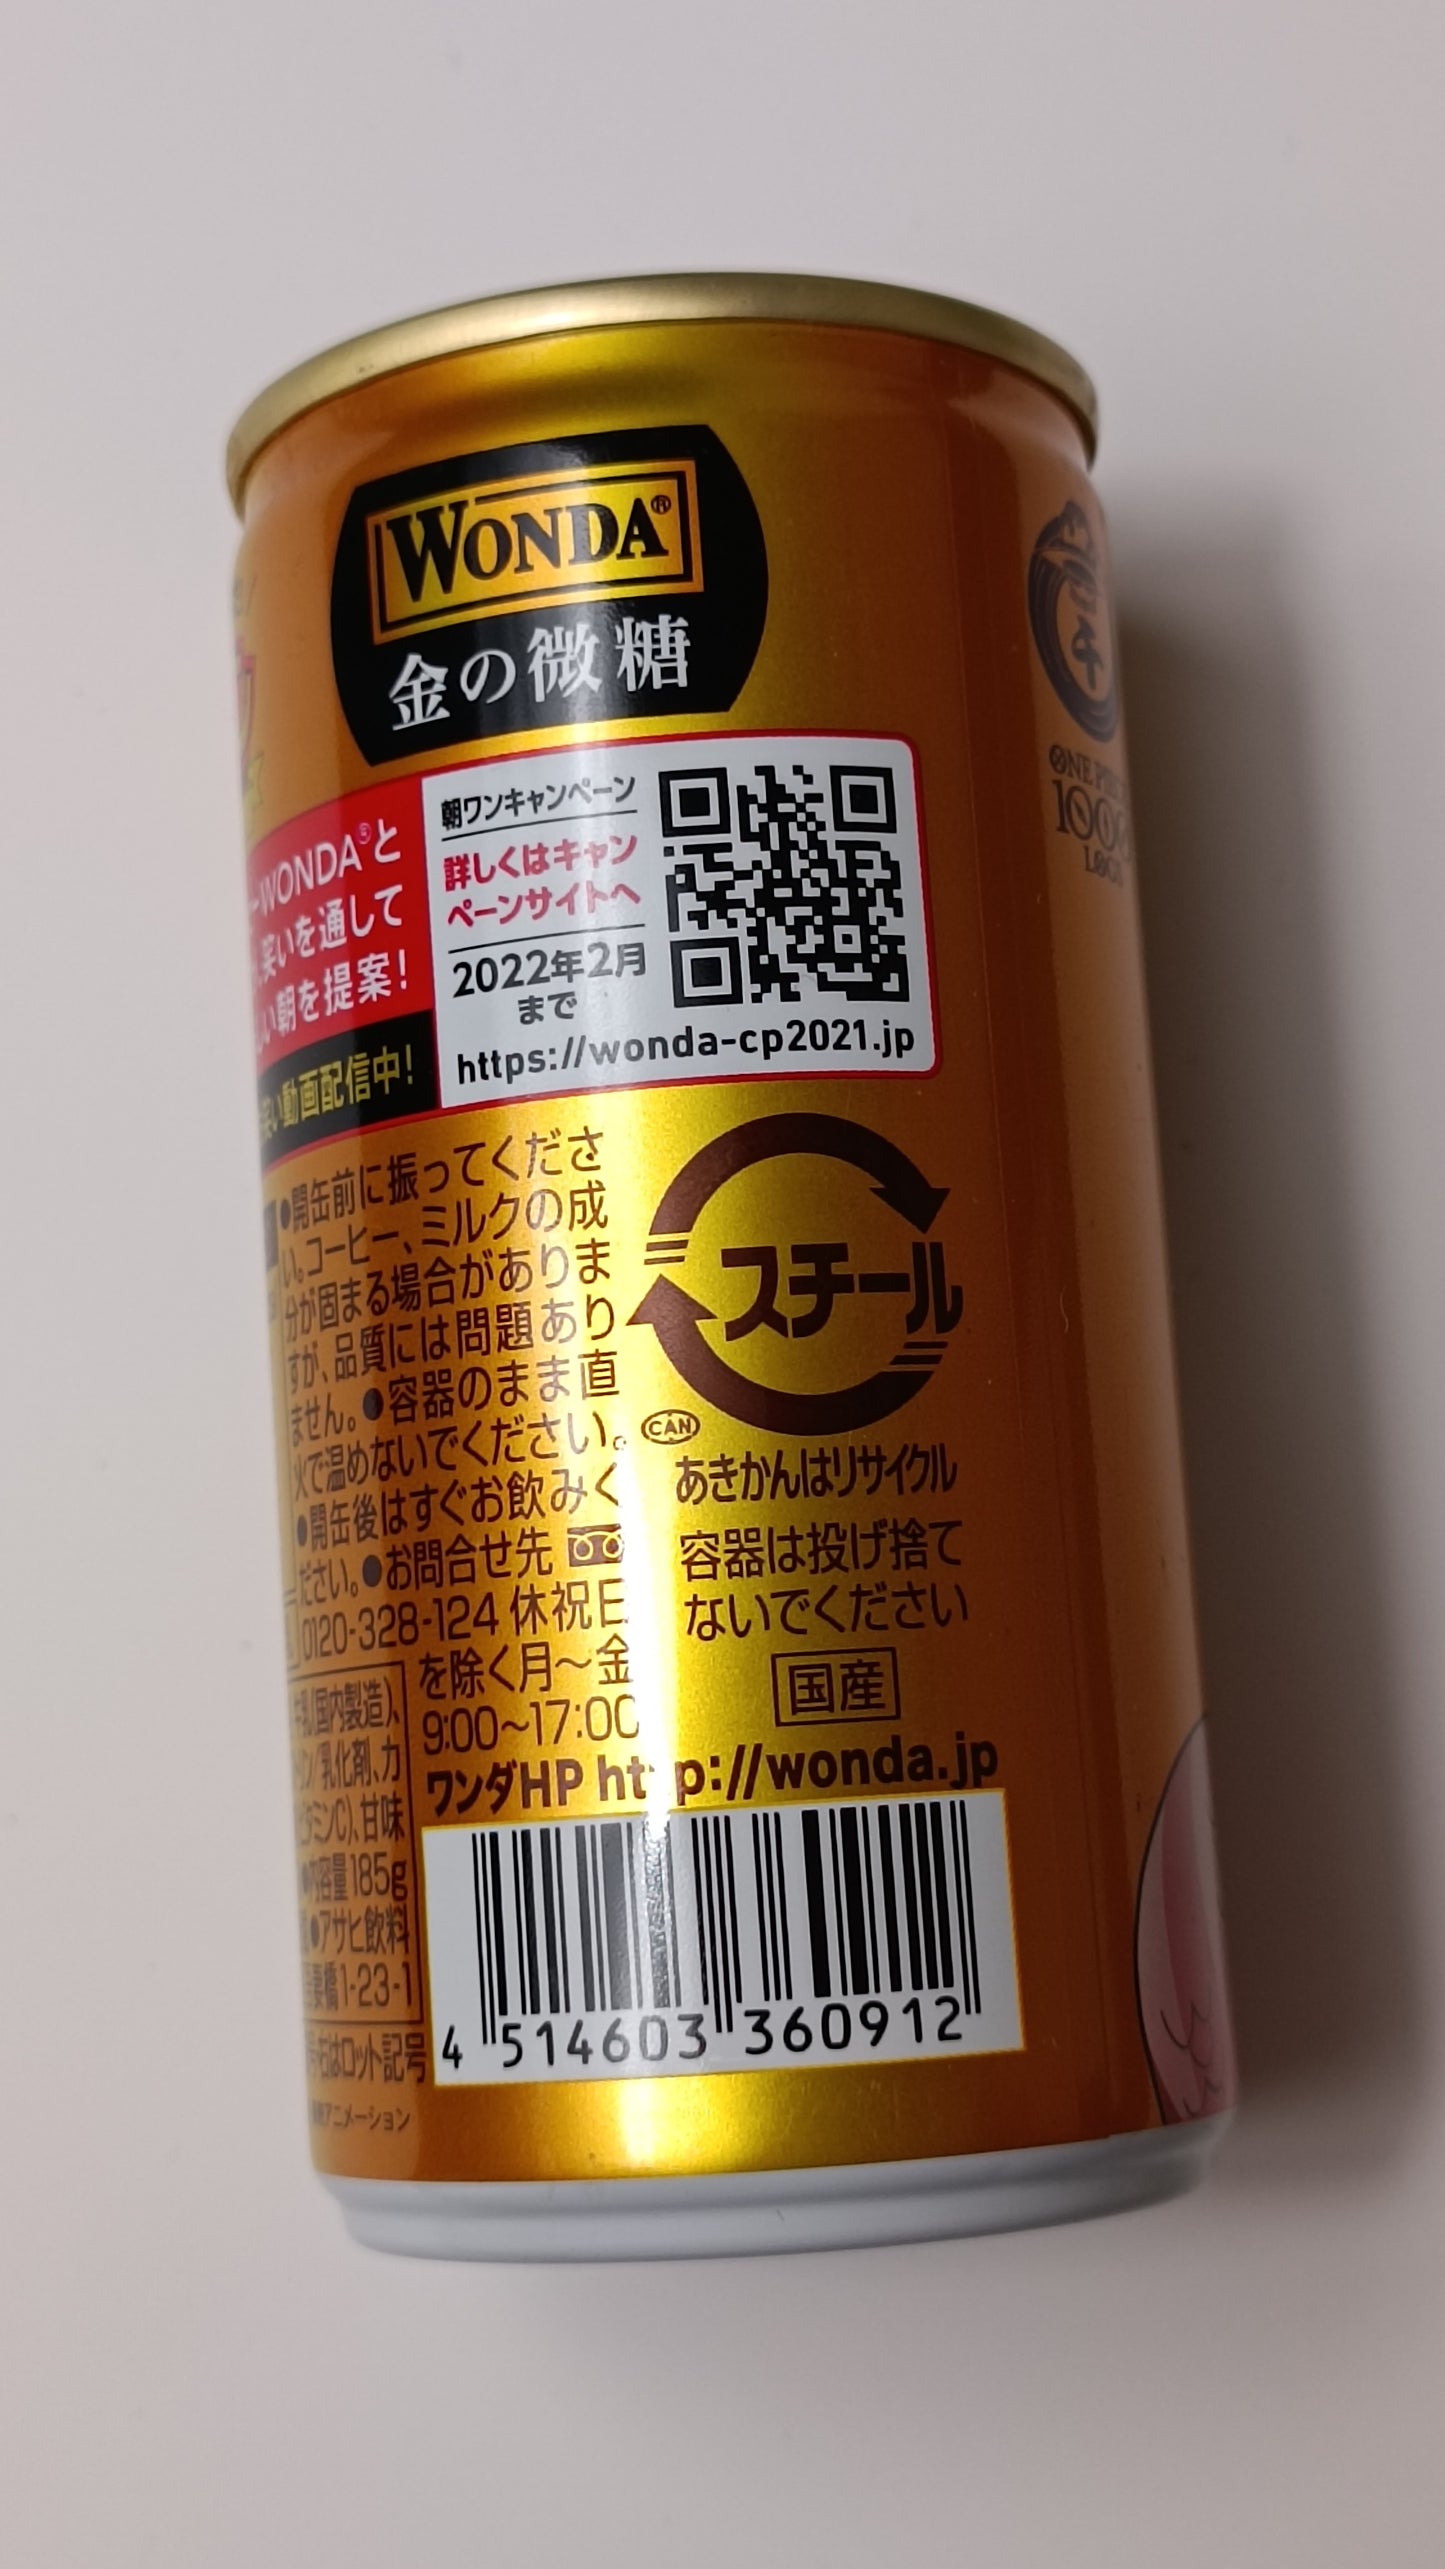 WONDA®
金の微糖
WONDA®と
笑いを通して
朝を提案!
動画配信中!
朝ワンキャンペーン
詳しくはキャン
ペーンサイトへ
2022年2月
まで
https://wonda-cp2021.jp
千
ONE PIECE
1000
LOGS
●開缶前に振ってくださ
い。コーヒー、ミルクの成
分が固まる場合がありま
すが、品質には問題あり
ません。●容器のまま直
火で温めないでください。
●開缶後はすぐお飲みく
ださい。●お問合せ先
0120-328-124 休祝日
を除く月～金
9:00~17:00
ワンダHP http://wonda.jp
スチール
CAN
あきかんはリサイクル
容器は投げ捨て
ないでください
国産
(国内製造)、
/乳化剤、カ
ミンC)、甘味
●内容量185g
●アサヒ飲料
1-23-1
右はロット記号
アニメーション
4 514603 360912